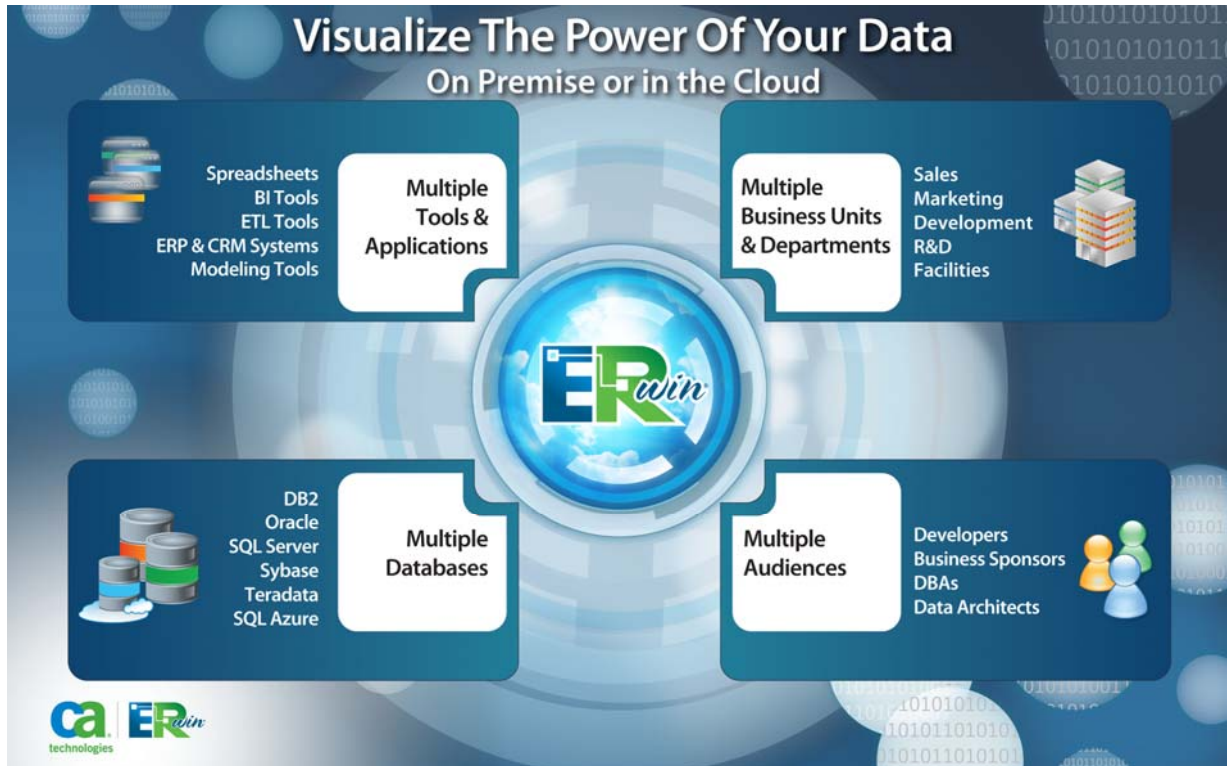 Visualize The Power Of Your Data
On Premise or in the Cloud
Spreadsheets
BI Tools
ETL Tools
ERP & CRM Systems
Modeling Tools
Multiple
Tools &
Applications
Multiple
Business Units
& Departments
Sales
Marketing
Development
R&D
Facilities
ERwin
DB2
Oracle
SQL Server
Sybase
Teradata
SQL Azure
Multiple
Databases
Multiple
Audiences
Developers
Business Sponsors
DBAs
Data Architects
ca
technologies
ERwin